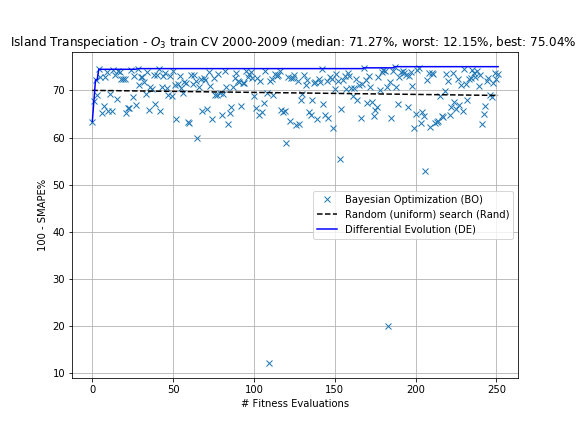 Island Transpeciation - O₃ train CV 2000-2009 (median: 71.27%, worst: 12.15%, best: 75.04%
100 - SMAPE%
70
60
50
40
30
20
10
Bayesian Optimization (BO)
Random (uniform) search (Rand)
Differential Evolution (DE)
0 50 100 150 200 250
# Fitness Evaluations